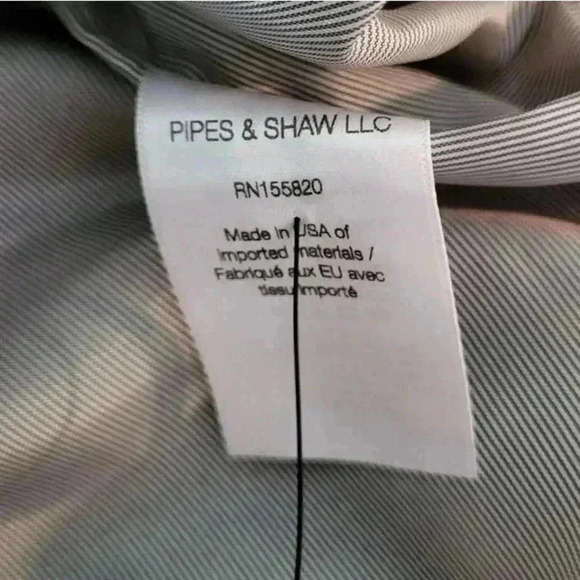 PIPES & SHAW LLC
RN155820
Made in USA of
imported materials /
Fabriqué aux EU avec
tissu importé